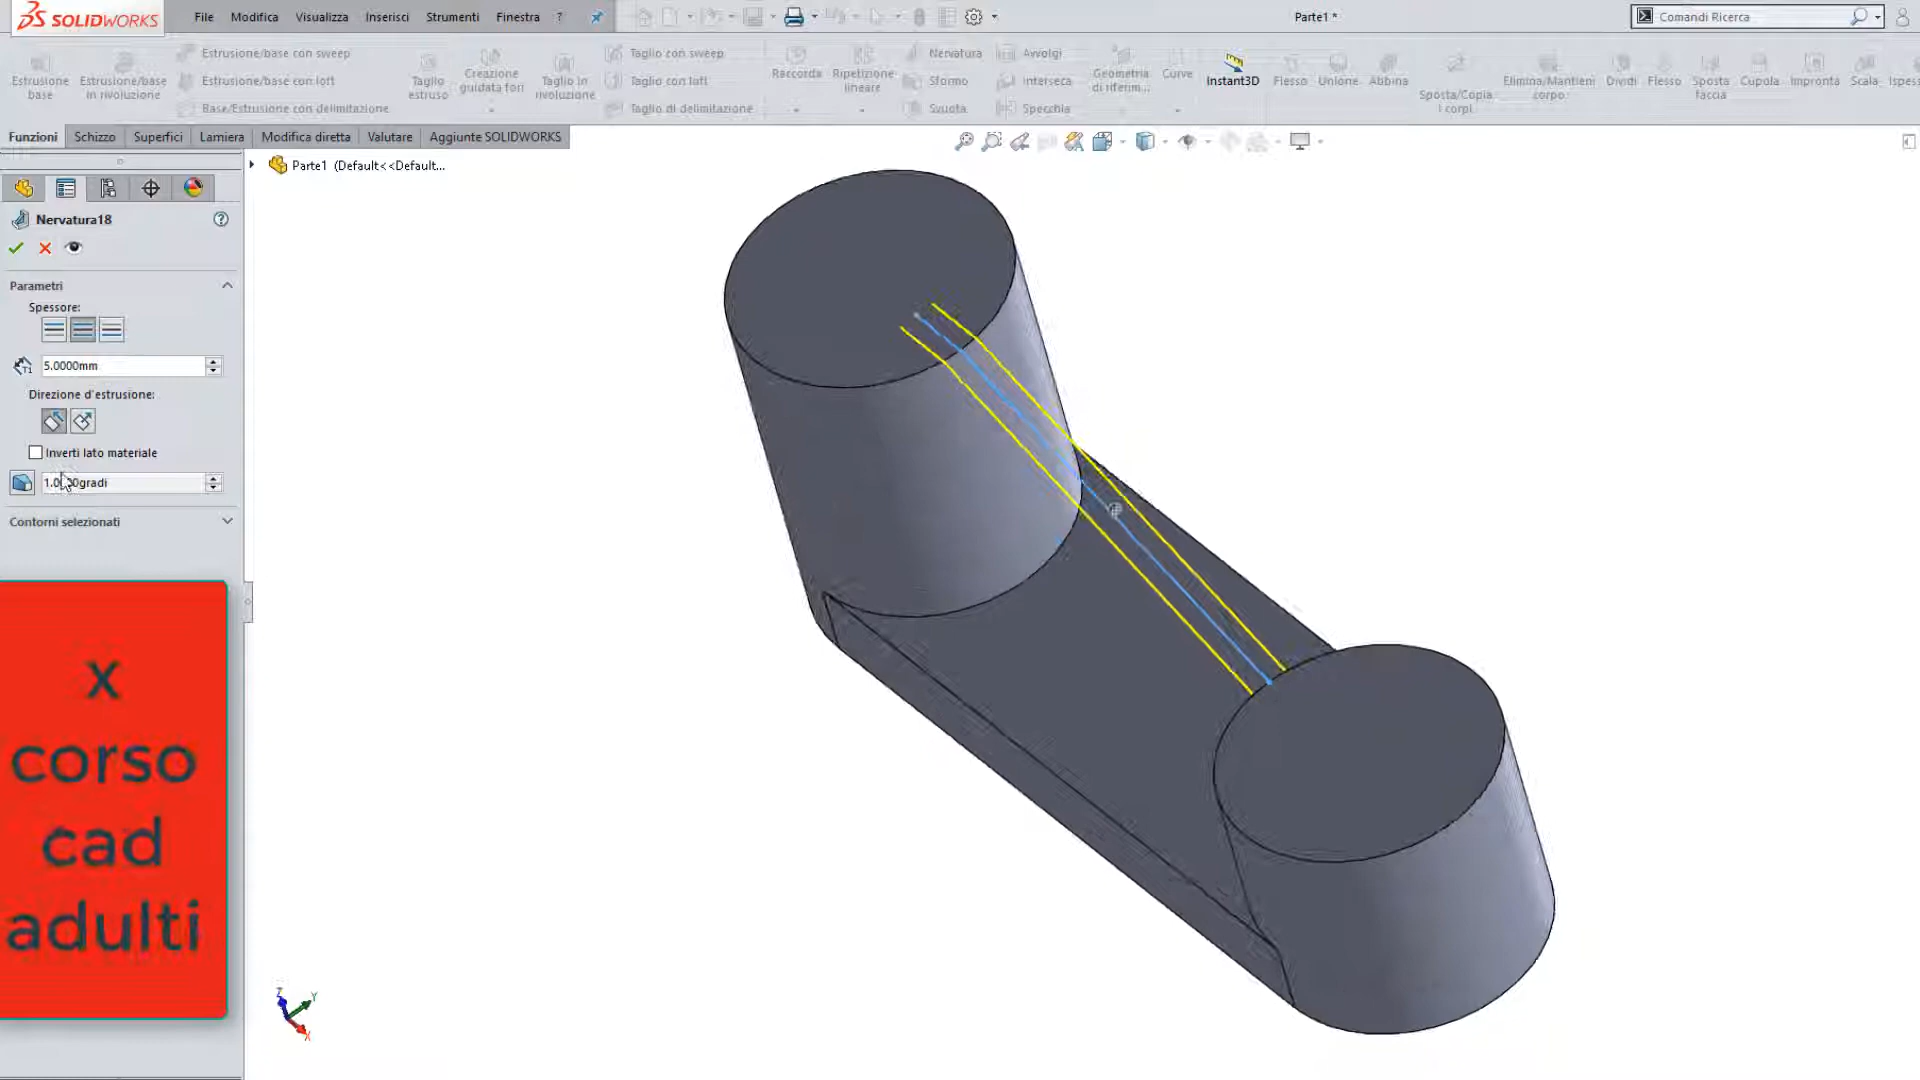 SOLIDWORKS File Modifica Visualizza Inserisci Strumenti Finestra ? Parte1 * Comandi Ricerca
Estrusione base
Estrusione/base in rivoluzione
Estrusione/base con sweep
Estrusione/base con loft
Base/Estrusione con delimitazione
Taglio estruso
Creazione guidata fori
Taglio in rivoluzione
Taglio con sweep
Taglio con loft
Taglio di delimitazione
Raccorda
Ripetizione lineare
Nervatura
Sformo
Svuota
Avvolgi
Interseca
Specchia
Geometria di riferim...
Curve
Instant3D
Flesso
Unione
Abbina
Sposta/Copia i corpi
Elimina/Mantieni corpo
Dividi
Flesso
Sposta faccia
Cupola
Impronta
Scala
Funzioni Schizzo Superfici Lamiera Modifica diretta Valutare Aggiunte SOLIDWORKS
Parte1 (Default<<Default...
Nervatura18
Parametri
Spessore:
5.0000mm
Direzione d'estrusione:
Inverti lato materiale
Contorni selezionati
x
corso
cad
adulti
Z
Y
X